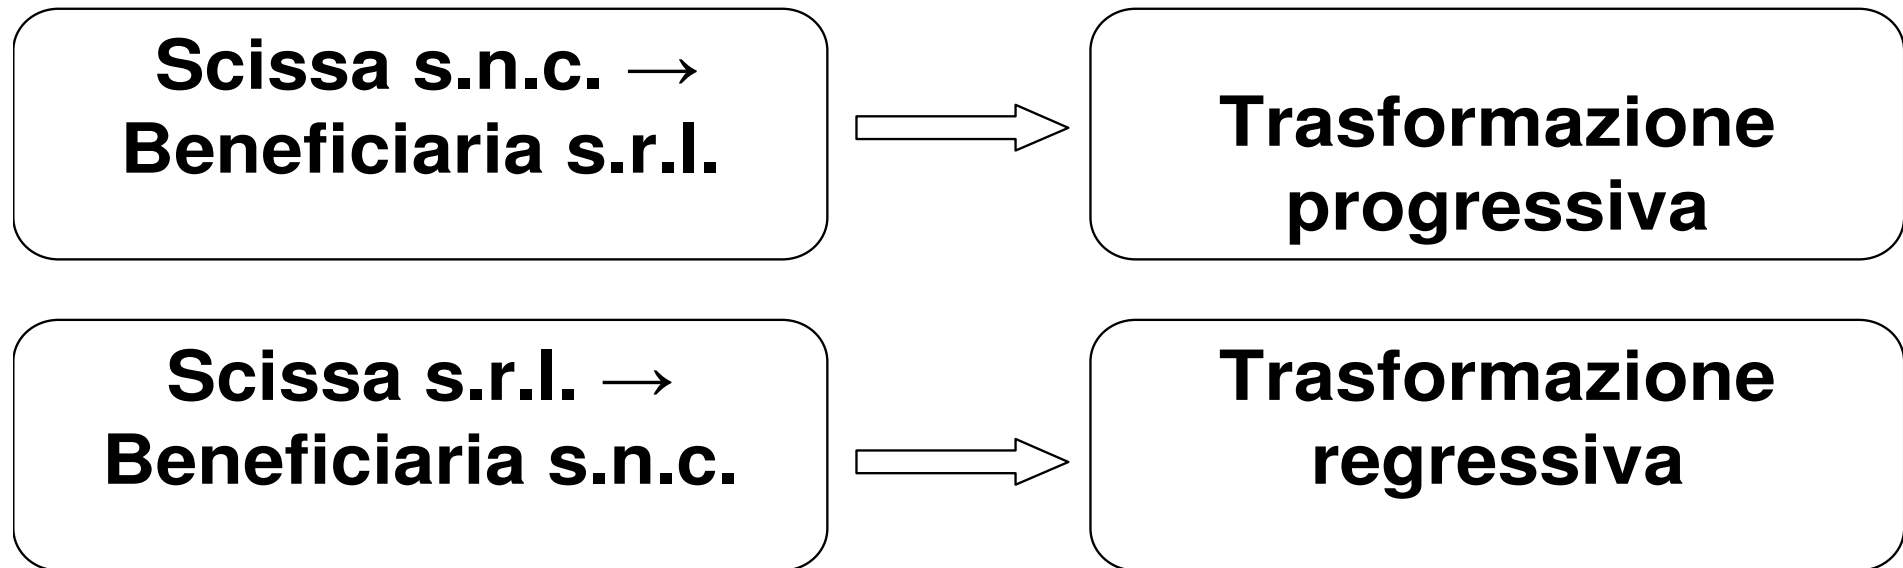 Scissa s.n.c. →
Beneficiaria s.r.l.
Trasformazione
progressiva
Scissa s.r.l. →
Beneficiaria s.n.c.
Trasformazione
regressiva